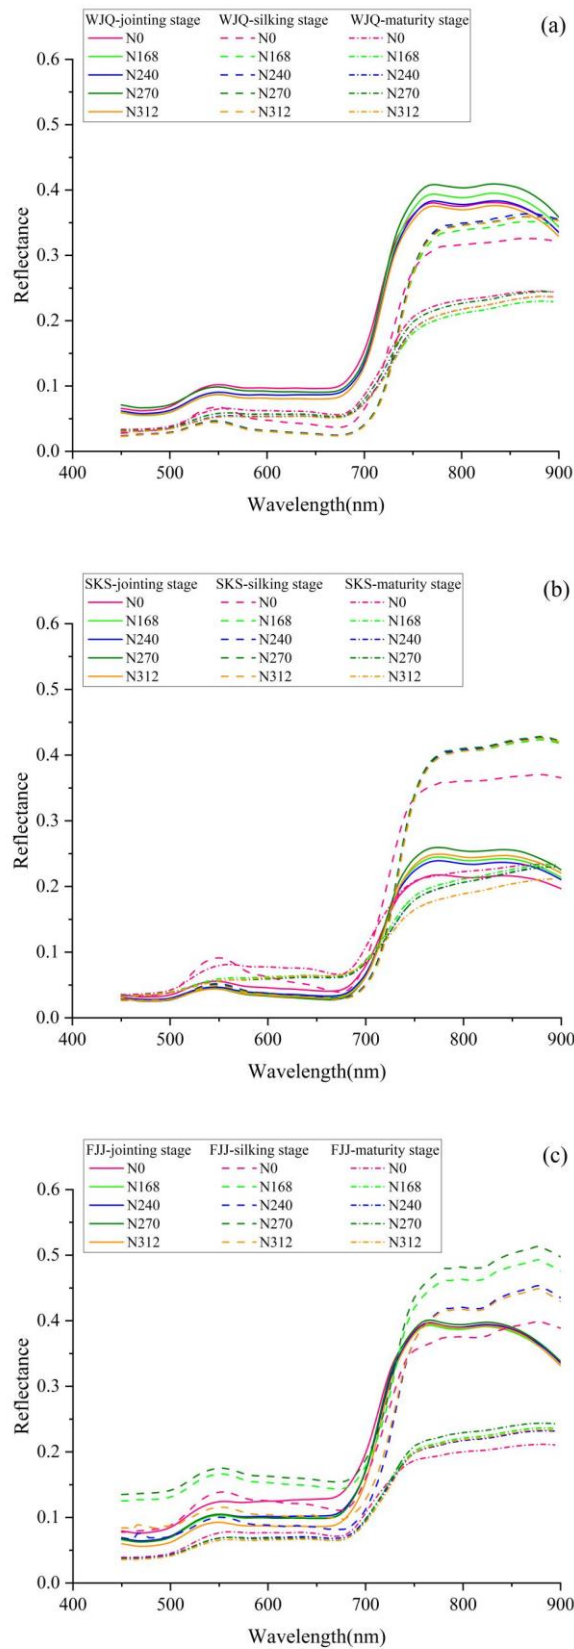 (a)
WJQ-jointing stage WJQ-silking stage WJQ-maturity stage
N0 N0 N0
N168 N168 N168
N240 N240 N240
N270 N270 N270
N312 N312 N312
0.6
0.5
0.4
0.3
0.2
0.1
0.0
Reflectance
400 500 600 700 800 900
Wavelength(nm)
(b)
SKS-jointing stage SKS-silking stage SKS-maturity stage
N0 N0 N0
N168 N168 N168
N240 N240 N240
N270 N270 N270
N312 N312 N312
0.6
0.5
0.4
0.3
0.2
0.1
0.0
Reflectance
400 500 600 700 800 900
Wavelength(nm)
(c)
FJJ-jointing stage FJJ-silking stage FJJ-maturity stage
N0 N0 N0
N168 N168 N168
N240 N240 N240
N270 N270 N270
N312 N312 N312
0.6
0.5
0.4
0.3
0.2
0.1
0.0
Reflectance
400 500 600 700 800 900
Wavelength(nm)